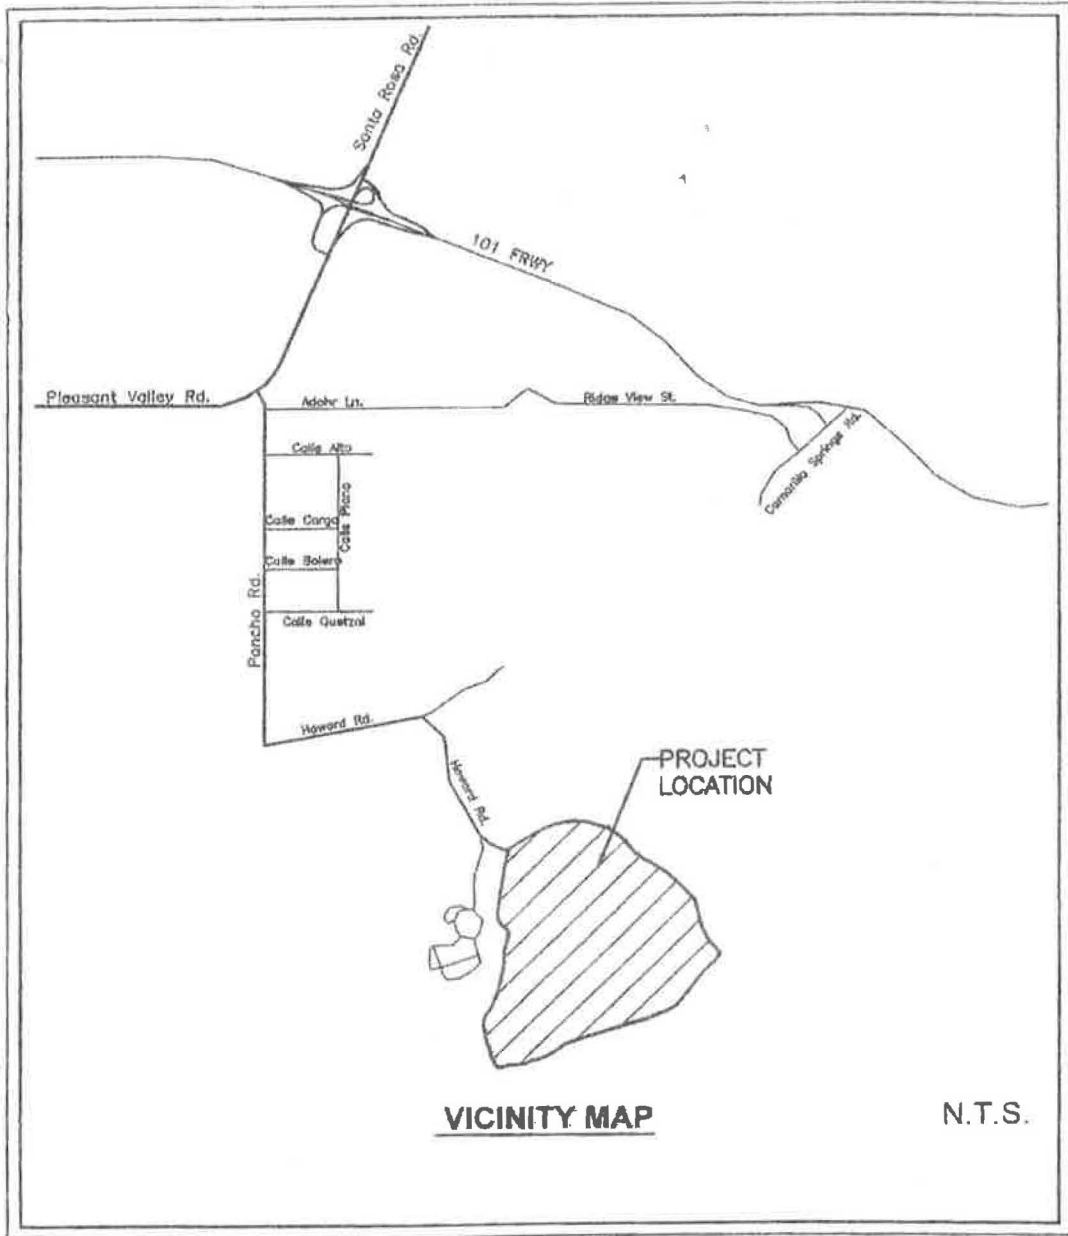 Santa Rosa Rd.
101 FRWY
Pleasant Valley Rd.
Adohr Ln.
Ridge View St.
Camarillo Springs Rd.
Calle Alto
Calle Plano
Calle Carga
Calle Bolero
Calle Quetzal
Pancho Rd.
Howard Rd.
Howard Rd.
PROJECT
LOCATION
VICINITY MAP
N.T.S.